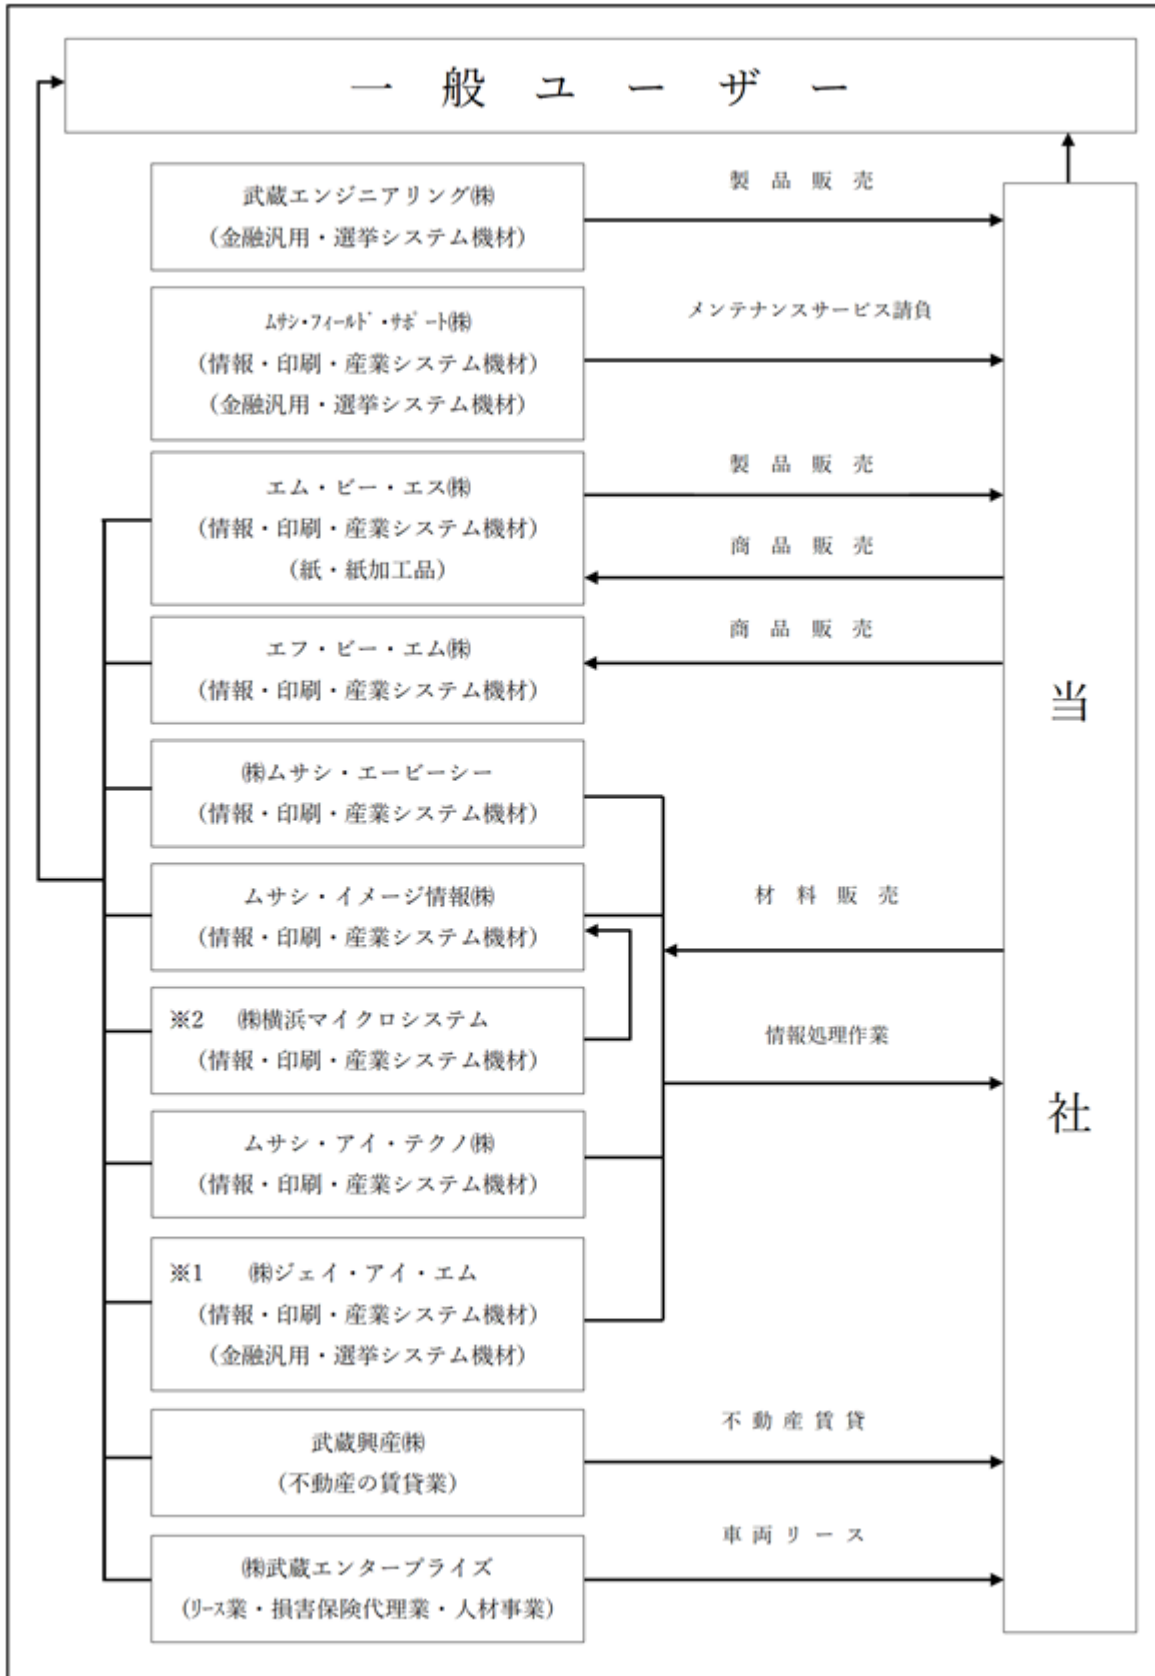 一般ユーザー
武蔵エンジニアリング㈱
（金融汎用・選挙システム機材）
製品販売
ムサシ・フィールド・サポート㈱
（情報・印刷・産業システム機材）
（金融汎用・選挙システム機材）
メンテナンスサービス請負
エム・ビー・エス㈱
（情報・印刷・産業システム機材）
（紙・紙加工品）
製品販売
商品販売
エフ・ビー・エム㈱
（情報・印刷・産業システム機材）
商品販売
㈱ムサシ・エービーシー
（情報・印刷・産業システム機材）
ムサシ・イメージ情報㈱
（情報・印刷・産業システム機材）
材料販売
※2 ㈱横浜マイクロシステム
（情報・印刷・産業システム機材）
情報処理作業
ムサシ・アイ・テクノ㈱
（情報・印刷・産業システム機材）
※1 ㈱ジェイ・アイ・エム
（情報・印刷・産業システム機材）
（金融汎用・選挙システム機材）
武蔵興産㈱
（不動産の賃貸業）
不動産賃貸
㈱武蔵エンタープライズ
（リース業・損害保険代理業・人材事業）
車両リース
当社